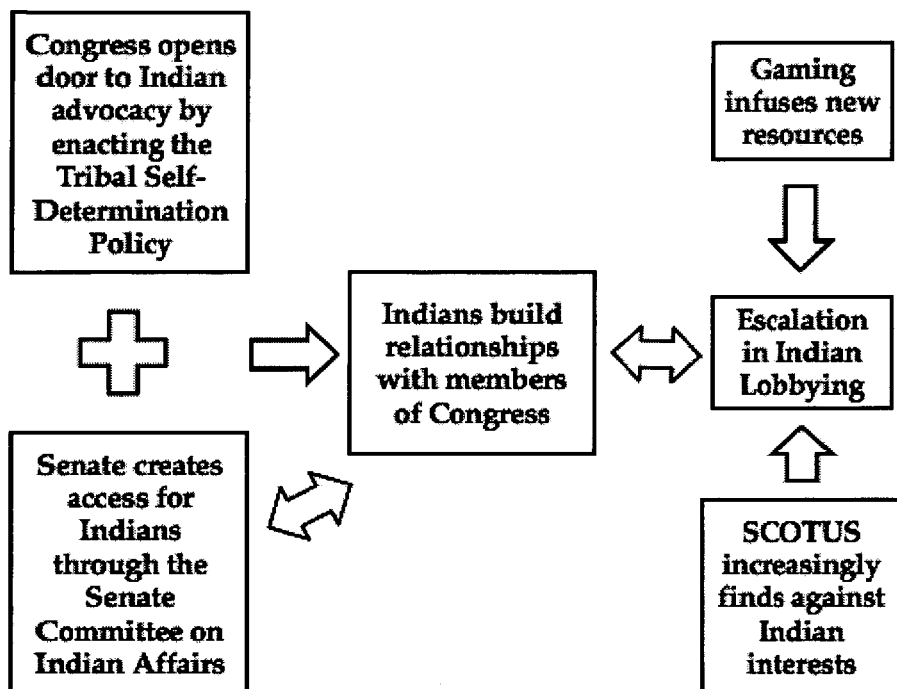 Congress opens
door to Indian
advocacy by
enacting the
Tribal Self-
Determination
Policy
Senate creates
access for
Indians
through the
Senate
Committee on
Indian Affairs
Indians build
relationships
with members
of Congress
Gaming
infuses new
resources
Escalation
in Indian
Lobbying
SCOTUS
increasingly
finds against
Indian
interests